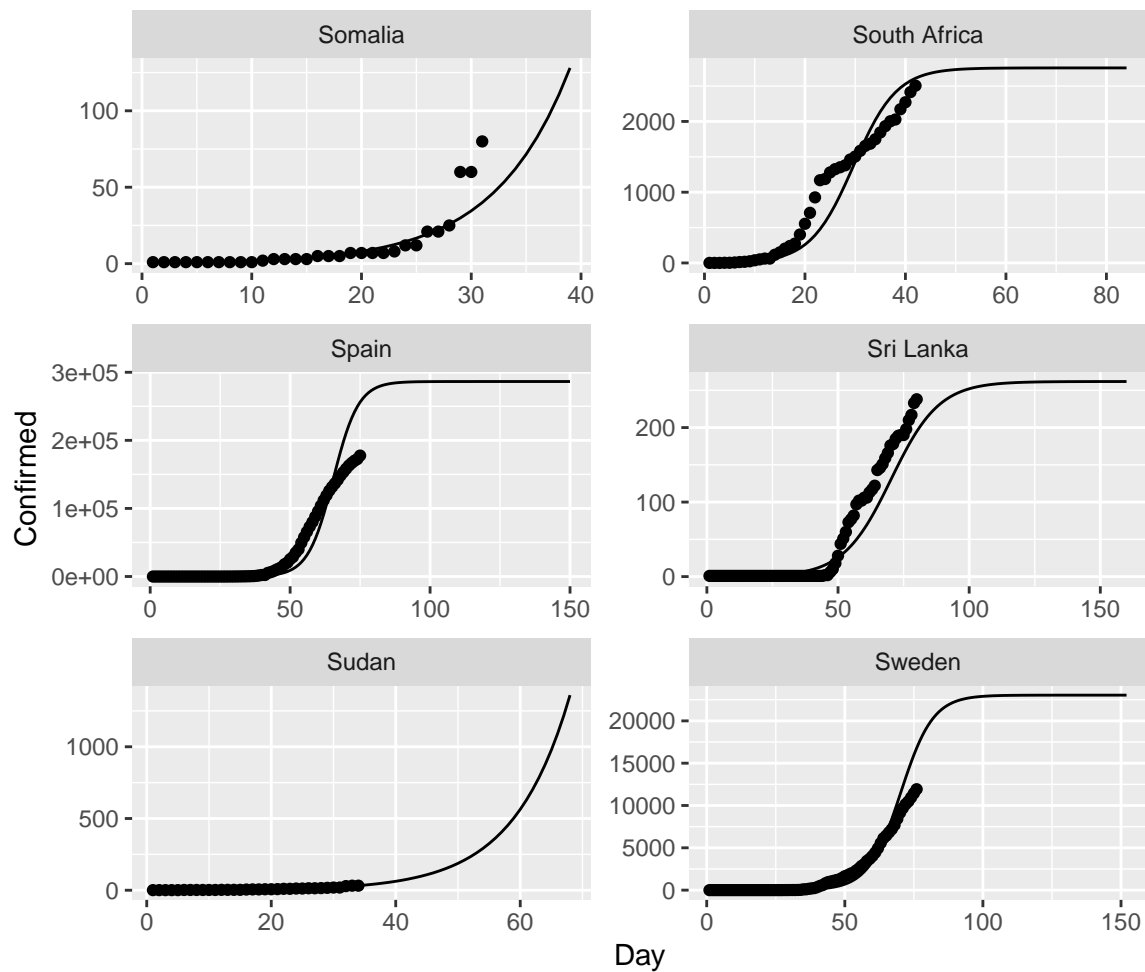 Somalia
South Africa
100
50
0
2000
1000
0
0 10 20 30 40
0 20 40 60 80
Spain
Sri Lanka
3e+05
2e+05
1e+05
0e+00
200
100
0
0 50 100 150
0 50 100 150
Sudan
Sweden
1000
500
0
20000
15000
10000
5000
0
0 20 40 60
0 50 100 150
Confirmed
Day